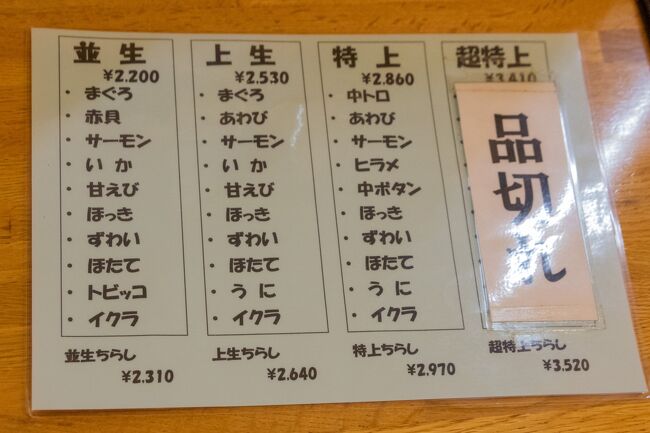 並生
¥2.200
・まぐろ
・赤貝
・サーモン
・いか
・甘えび
・ほっき
・ずわい
・ほたて
・トビッコ
・イクラ
並生ちらし
¥2.310
上生
¥2.530
・まぐろ
・あわび
・サーモン
・いか
・甘えび
・ほっき
・ずわい
・ほたて
・うに
・イクラ
上生ちらし
¥2.640
特上
¥2.860
・中トロ
・あわび
・サーモン
・ヒラメ
・中ボタン
・ほっき
・ずわい
・ほたて
・うに
・イクラ
特上ちらし
¥2.970
超特上
¥3.410
品切れ
超特上ちらし
¥3.520